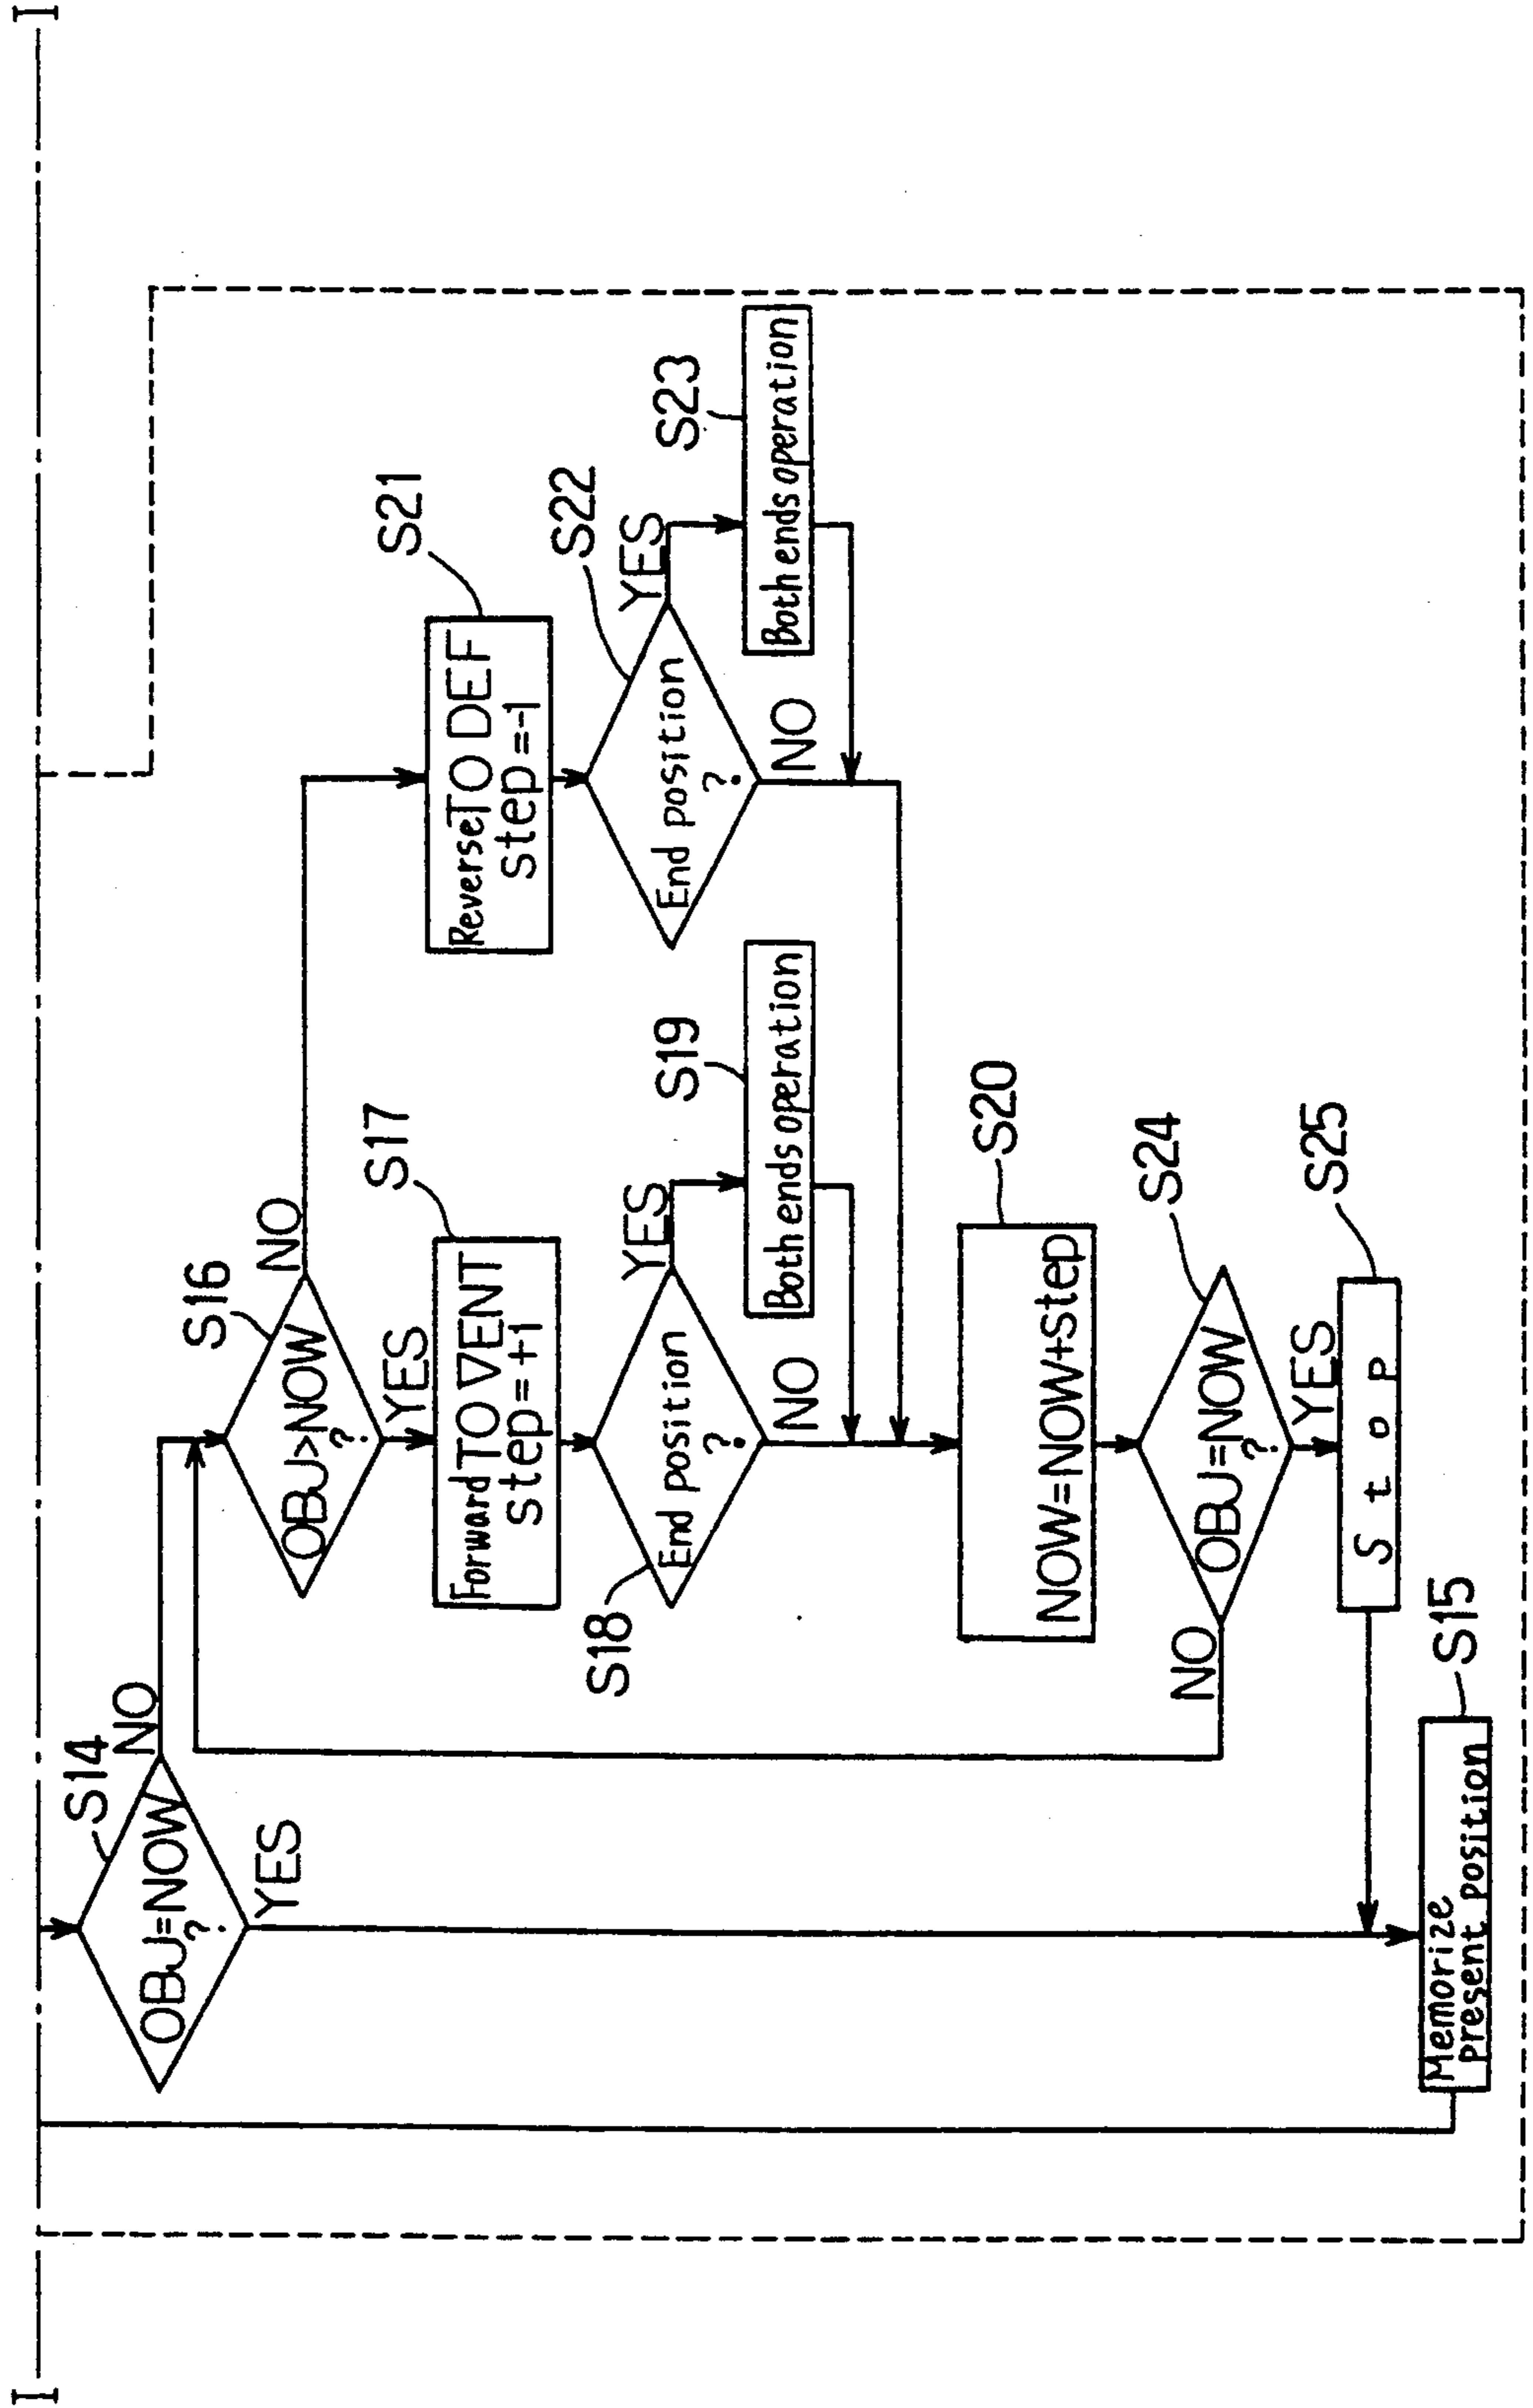 I
I
S14
OBJ=NOW
?
NO
YES
S16
OBJ>NOW
?
NO
YES
S17
Forward TO VENT
step=+1
S21
Reverse TO DEF
step=-1
S18
End position
?
YES
NO
S22
End position
?
YES
NO
S19
Both ends operation
S23
Both ends operation
S20
NOW=NOW+step
S24
OBJ=NOW
?
NO
YES
S25
Stop
S15
Memorize
present position